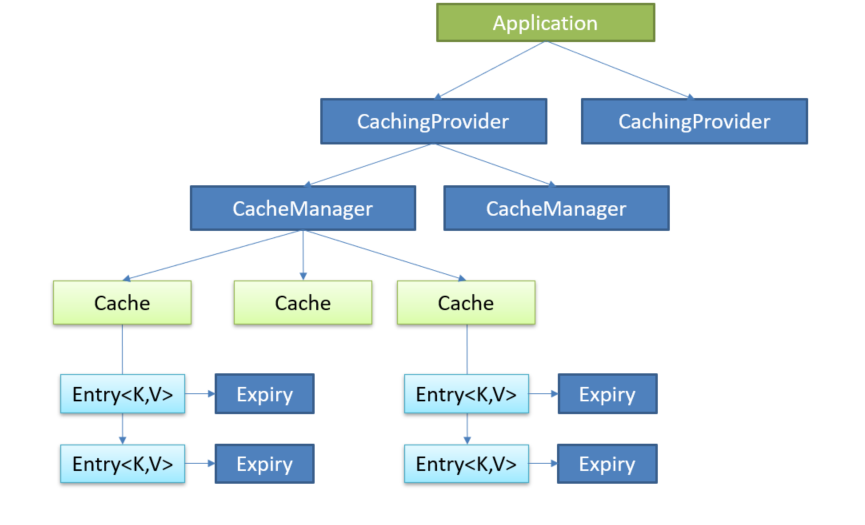 Application
CachingProvider
CachingProvider
CacheManager
CacheManager
Cache
Cache
Cache
Entry<K,V>
Expiry
Entry<K,V>
Expiry
Entry<K,V>
Expiry
Entry<K,V>
Expiry